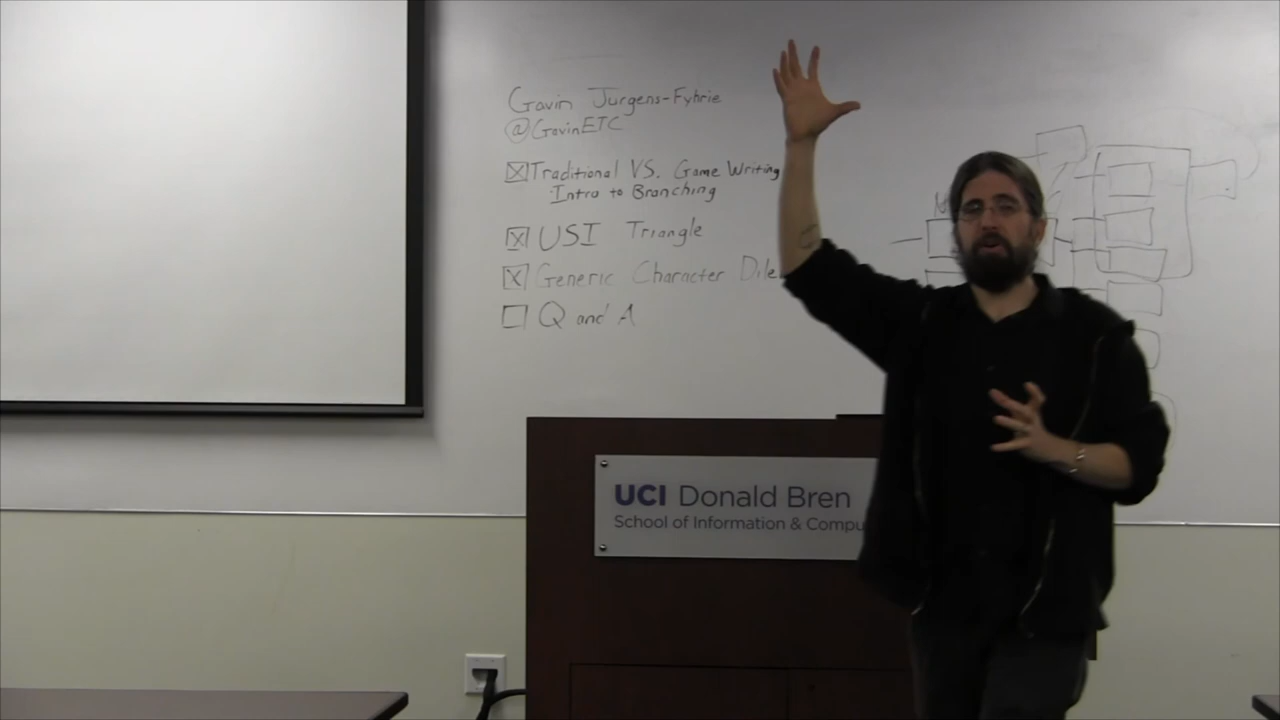 Gavin Jurgens-Fyhrie
@GavinETC
Traditional VS. Game Writing
Intro to Branching
USI Triangle
Generic Character Dile
Q and A
UCI Donald Bren
School of Information & Compu